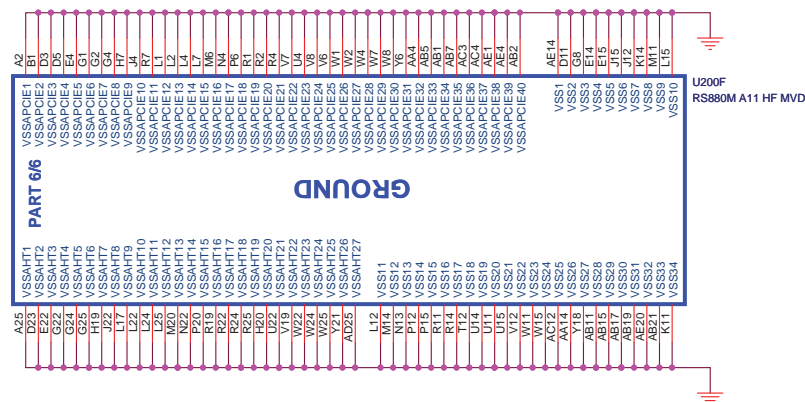 A2
B1
D3
D5
E4
G1
G2
G4
H7
J4
R7
L1
L2
L4
L7
M6
N4
P6
R1
R2
R4
V7
U4
V8
V6
W1
W2
W4
W7
W8
Y6
AA4
AB5
AB1
AB7
AC3
AC4
AE1
AE4
AB2
AE14
D11
G8
E14
E15
J15
J12
K14
M11
L15
U200F
RS880M A11 HF MVD
VSSAPCIE1
VSSAPCIE2
VSSAPCIE3
VSSAPCIE4
VSSAPCIE5
VSSAPCIE6
VSSAPCIE7
VSSAPCIE8
VSSAPCIE9
VSSAPCIE10
VSSAPCIE11
VSSAPCIE12
VSSAPCIE13
VSSAPCIE14
VSSAPCIE15
VSSAPCIE16
VSSAPCIE17
VSSAPCIE18
VSSAPCIE19
VSSAPCIE20
VSSAPCIE21
VSSAPCIE22
VSSAPCIE23
VSSAPCIE24
VSSAPCIE25
VSSAPCIE26
VSSAPCIE27
VSSAPCIE28
VSSAPCIE29
VSSAPCIE30
VSSAPCIE31
VSSAPCIE32
VSSAPCIE33
VSSAPCIE34
VSSAPCIE35
VSSAPCIE36
VSSAPCIE37
VSSAPCIE38
VSSAPCIE39
VSSAPCIE40
VSS1
VSS2
VSS3
VSS4
VSS5
VSS6
VSS7
VSS8
VSS9
VSS10
PART 6/6
GROUND
VSSAHT1
VSSAHT2
VSSAHT3
VSSAHT4
VSSAHT5
VSSAHT6
VSSAHT7
VSSAHT8
VSSAHT9
VSSAHT10
VSSAHT11
VSSAHT12
VSSAHT13
VSSAHT14
VSSAHT15
VSSAHT16
VSSAHT17
VSSAHT18
VSSAHT19
VSSAHT20
VSSAHT21
VSSAHT22
VSSAHT23
VSSAHT24
VSSAHT25
VSSAHT26
VSSAHT27
VSS11
VSS12
VSS13
VSS14
VSS15
VSS16
VSS17
VSS18
VSS19
VSS20
VSS21
VSS22
VSS23
VSS24
VSS25
VSS26
VSS27
VSS28
VSS29
VSS30
VSS31
VSS32
VSS33
VSS34
A25
D23
E22
G22
G24
G25
H19
J22
L17
L22
L24
L25
M20
N22
P20
R19
R22
R24
R25
H20
U22
V19
W22
W24
W25
Y21
AD25
L12
M14
N13
P12
P15
R11
R14
T12
U14
U11
U15
V12
W11
W15
AC12
AA14
Y18
AB11
AB15
AB17
AB19
AE20
AB21
K11